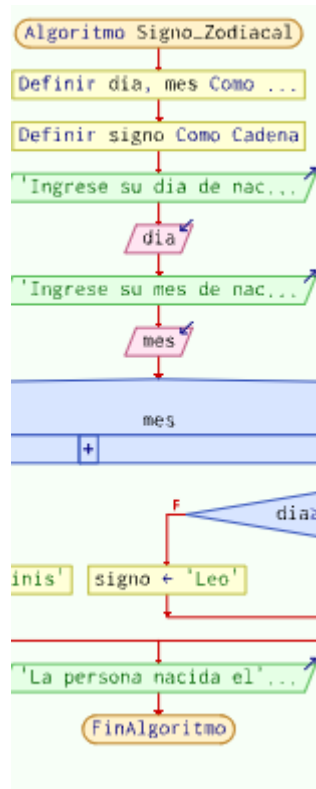 Algoritmo Signo_Zodiacal
Definir día, mes Como ...
Definir signo Como Cadena
'Ingrese su dia de nac...
dia
'Ingrese su mes de nac...
mes
mes
+
F
dia≥
inis'
signo ← 'Leo'
'La persona nacida el'...
FinAlgoritmo